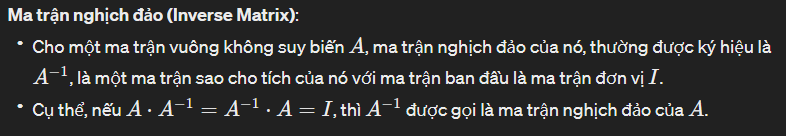 Ma trận nghịch đảo (Inverse Matrix):
• Cho một ma trận vuông không suy biến A, ma trận nghịch đảo của nó, thường được ký hiệu là
A⁻¹, là một ma trận sao cho tích của nó với ma trận ban đầu là ma trận đơn vị I.
• Cụ thể, nếu A · A⁻¹ = A⁻¹ · A = I, thì A⁻¹ được gọi là ma trận nghịch đảo của A.